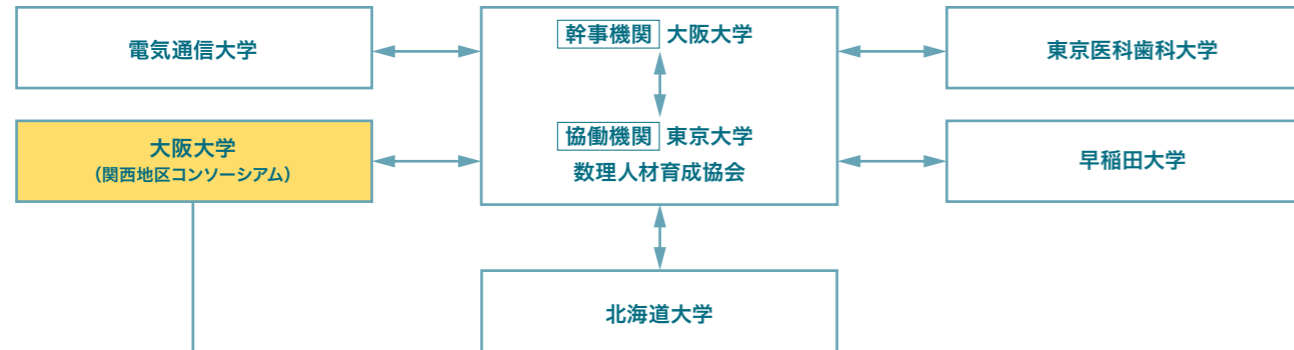 電気通信大学
幹事機関 大阪大学
東京医科歯科大学
大阪大学
（関西地区コンソーシアム）
協働機関 東京大学
数理人材育成協会
早稲田大学
北海道大学